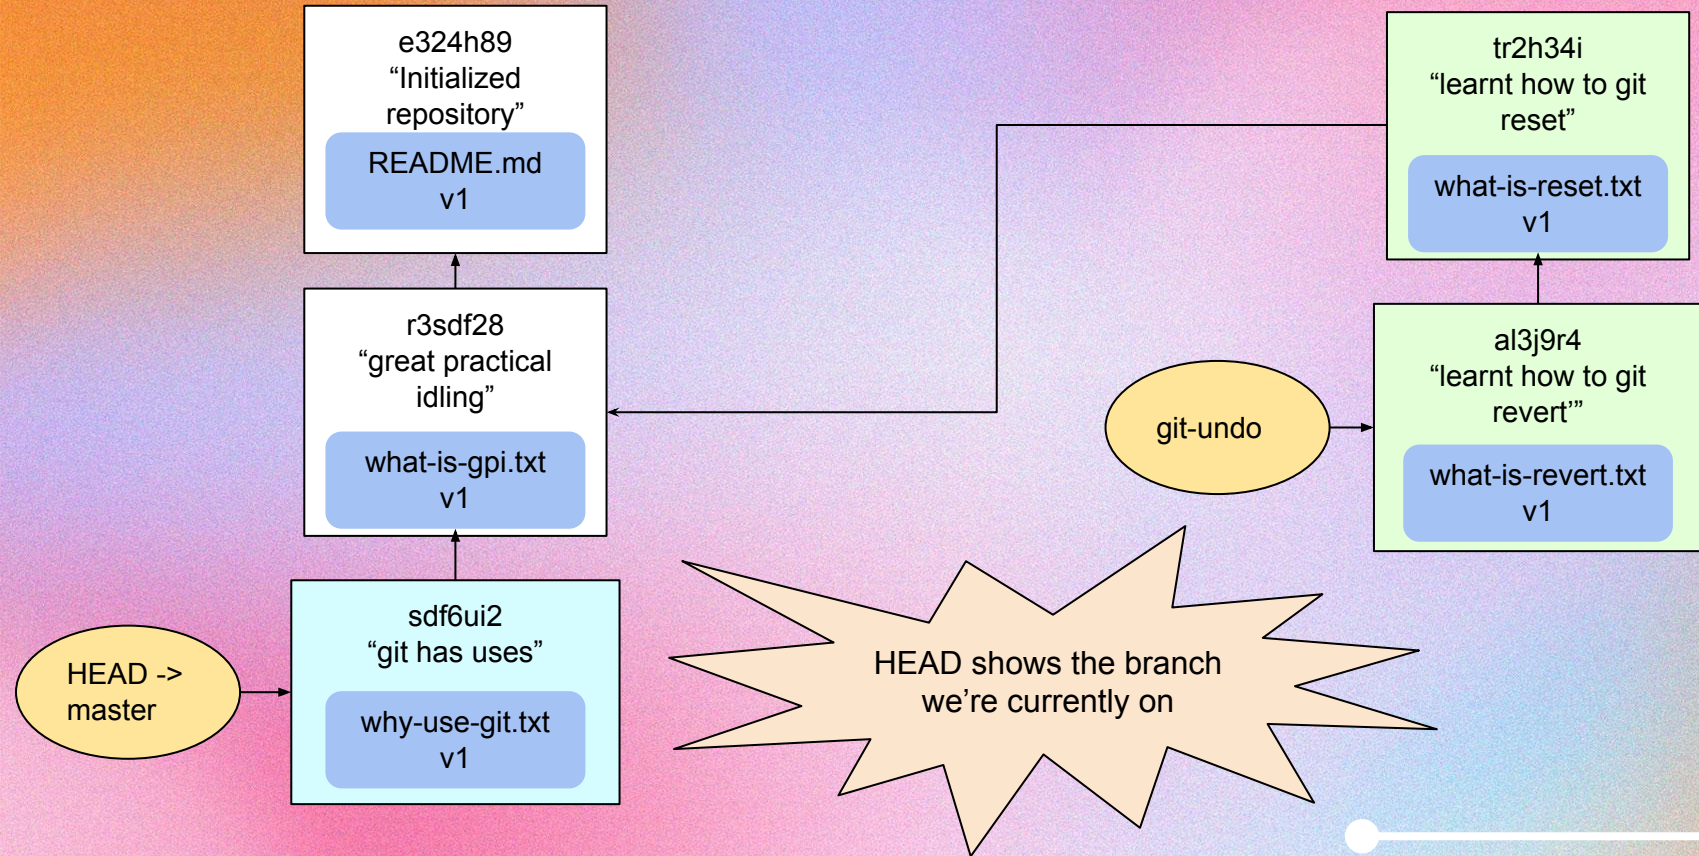 e324h89
“Initialized
repository”
README.md
v1
r3sdf28
“great practical
idling”
what-is-gpi.txt
v1
sdf6ui2
“git has uses”
why-use-git.txt
v1
HEAD ->
master
tr2h34i
“learnt how to git
reset”
what-is-reset.txt
v1
al3j9r4
“learnt how to git
revert’”
what-is-revert.txt
v1
git-undo
HEAD shows the branch
we’re currently on